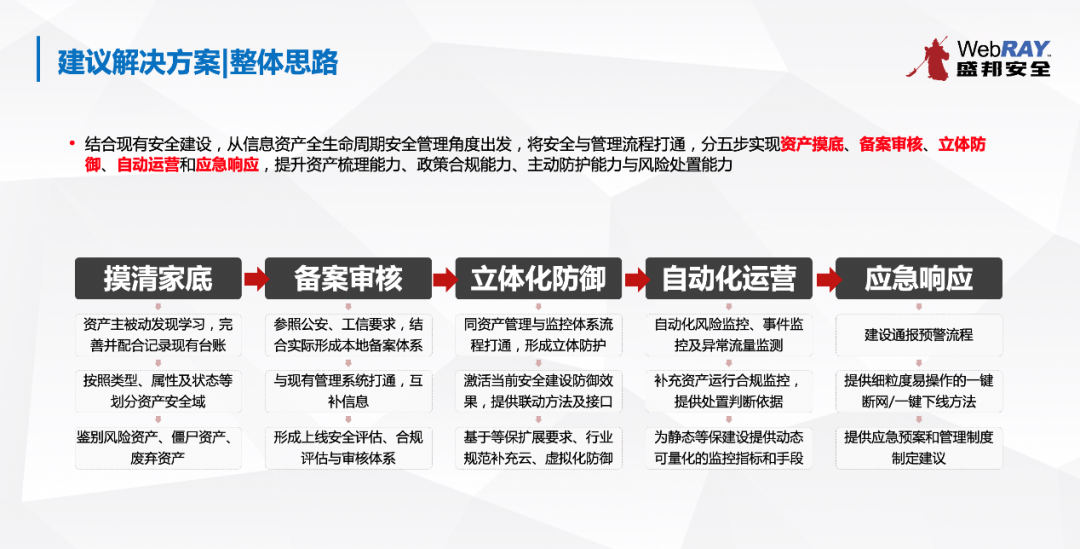 建议解决方案|整体思路
WebRAY
盛邦安全
• 结合现有安全建设，从信息资产全生命周期安全管理角度出发，将安全与管理流程打通，分五步实现资产摸底、备案审核、立体防
御、自动运营和应急响应，提升资产梳理能力、政策合规能力、主动防护能力与风险处置能力
摸清家底
备案审核
立体化防御
自动化运营
应急响应
资产主被动发现学习，完
善并配合记录现有台账
参照公安、工信要求，结
合实际形成本地备案体系
同资产管理与监控体系流
程打通，形成立体防护
自动化风险监控、事件监
控及异常流量监测
建设通报预警流程
按照类型、属性及状态等
划分资产安全域
与现有管理系统打通，互
补信息
激活当前安全建设防御效
果，提供联动方法及接口
补充资产运行合规监控，
提供处置判断依据
提供细粒度易操作的一键
断网/一键下线方法
鉴别风险资产、僵尸资产、
废弃资产
形成上线安全评估、合规
评估与审核体系
基于等保扩展要求、行业
规范补充云、虚拟化防御
为静态等保建设提供动态
可量化的监控指标和手段
提供应急预案和管理制度
制定建议